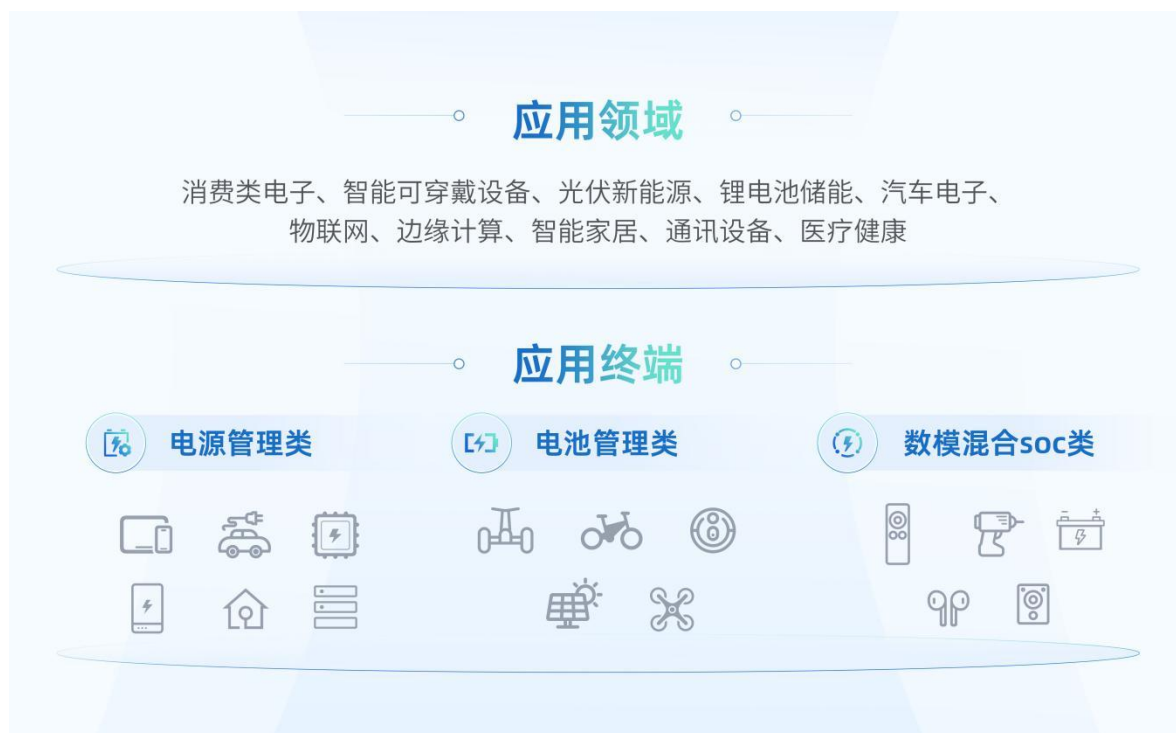 应用领域
消费类电子、智能可穿戴设备、光伏新能源、锂电池储能、汽车电子、
物联网、边缘计算、智能家居、通讯设备、医疗健康
应用终端
电源管理类
电池管理类
数模混合soc类